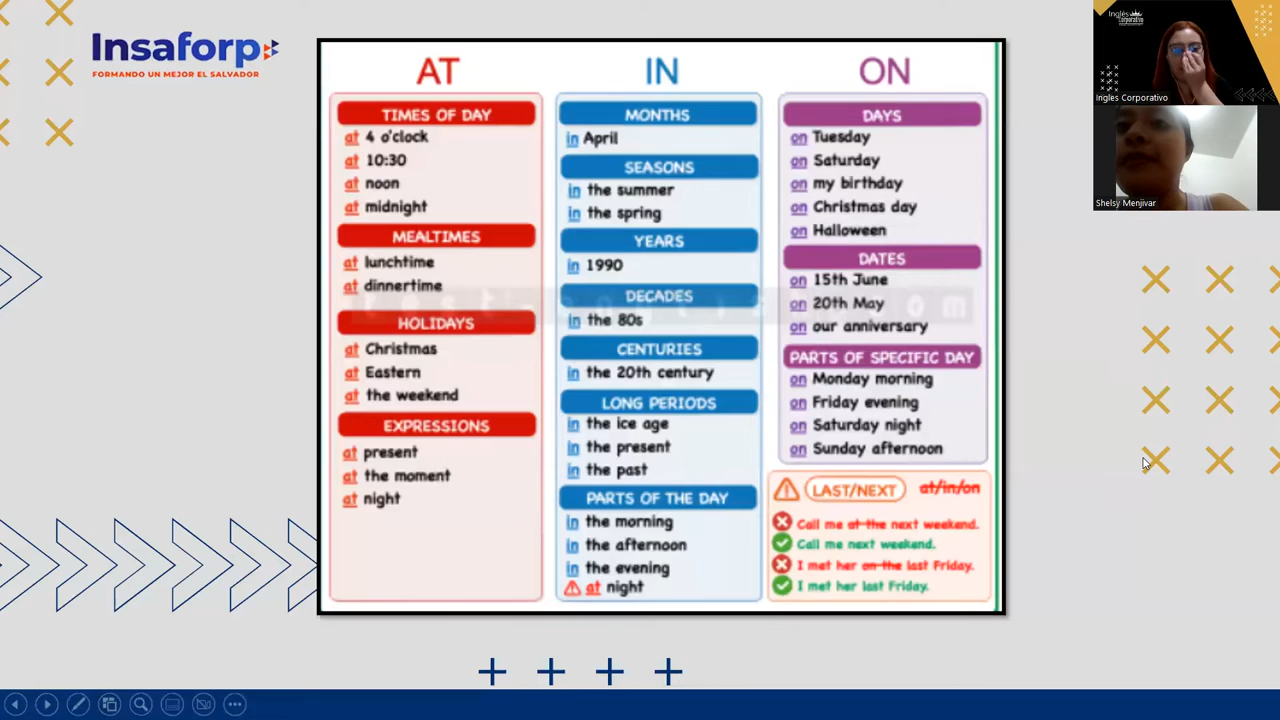 Insaforp
FORMANDO UN MEJOR EL SALVADOR
AT
TIMES OF DAY
at 4 o'clock
at 10:30
at noon
at midnight
MEALTIMES
at lunchtime
at dinnertime
HOLIDAYS
at Christmas
at Eastern
at the weekend
EXPRESSIONS
at present
at the moment
at night
IN
MONTHS
in April
SEASONS
in the summer
in the spring
YEARS
in 1990
DECADES
in the 80s
CENTURIES
in the 20th century
LONG PERIODS
in the ice age
in the present
in the past
PARTS OF THE DAY
in the morning
in the afternoon
in the evening
at night
ON
DAYS
on Tuesday
on Saturday
on my birthday
on Christmas day
on Halloween
DATES
on 15th June
on 20th May
on our anniversary
PARTS OF SPECIFIC DAY
on Monday morning
on Friday evening
on Saturday night
on Sunday afternoon
LAST/NEXT at/in/on
Call me at the next weekend.
Call me next weekend.
I met her on the last Friday.
I met her last Friday.
Inglés
Corporativo
Ingles Corporativo
Shelsy Menjivar